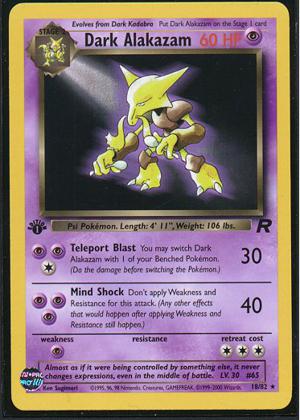 Evolves from Dark Kadabra Put Dark Alakazam on the Stage 1 card
STAGE 2
Dark Alakazam 60 HP
Psi Pokémon. Length: 4' 11", Weight: 106 lbs.
1
EDITION
R
Teleport Blast You may switch Dark
Alakazam with 1 of your Benched Pokémon.
(Do the damage before switching the Pokémon.)
30
Mind Shock Don't apply Weakness and
Resistance for this attack. (Any other effects
that would happen after applying Weakness
and Resistance still happen.)
40
weakness resistance retreat cost
Almost as if were being controlled by something else, it never
changes expressions, even in the middle of battle. LV. 30 #65
Ken Sugimori ©1995, 96, 98 Nintendo, Creatures, GAMEFREAK. ©1999-2000 Wizards. 18/82 ★